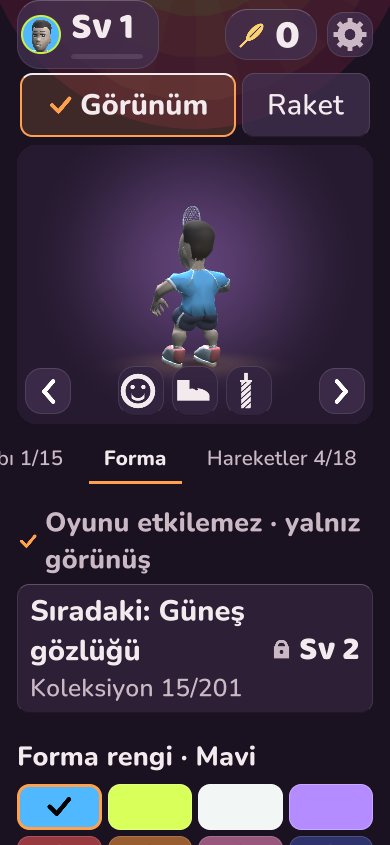 Sv 1
0
Görünüm
Raket
bı 1/15
Forma
Hareketler 4/18
Oyunu etkilemez · yalnız
görünüş
Sıradaki: Güneş
gözlüğü
Sv 2
Koleksiyon 15/201
Forma rengi · Mavi